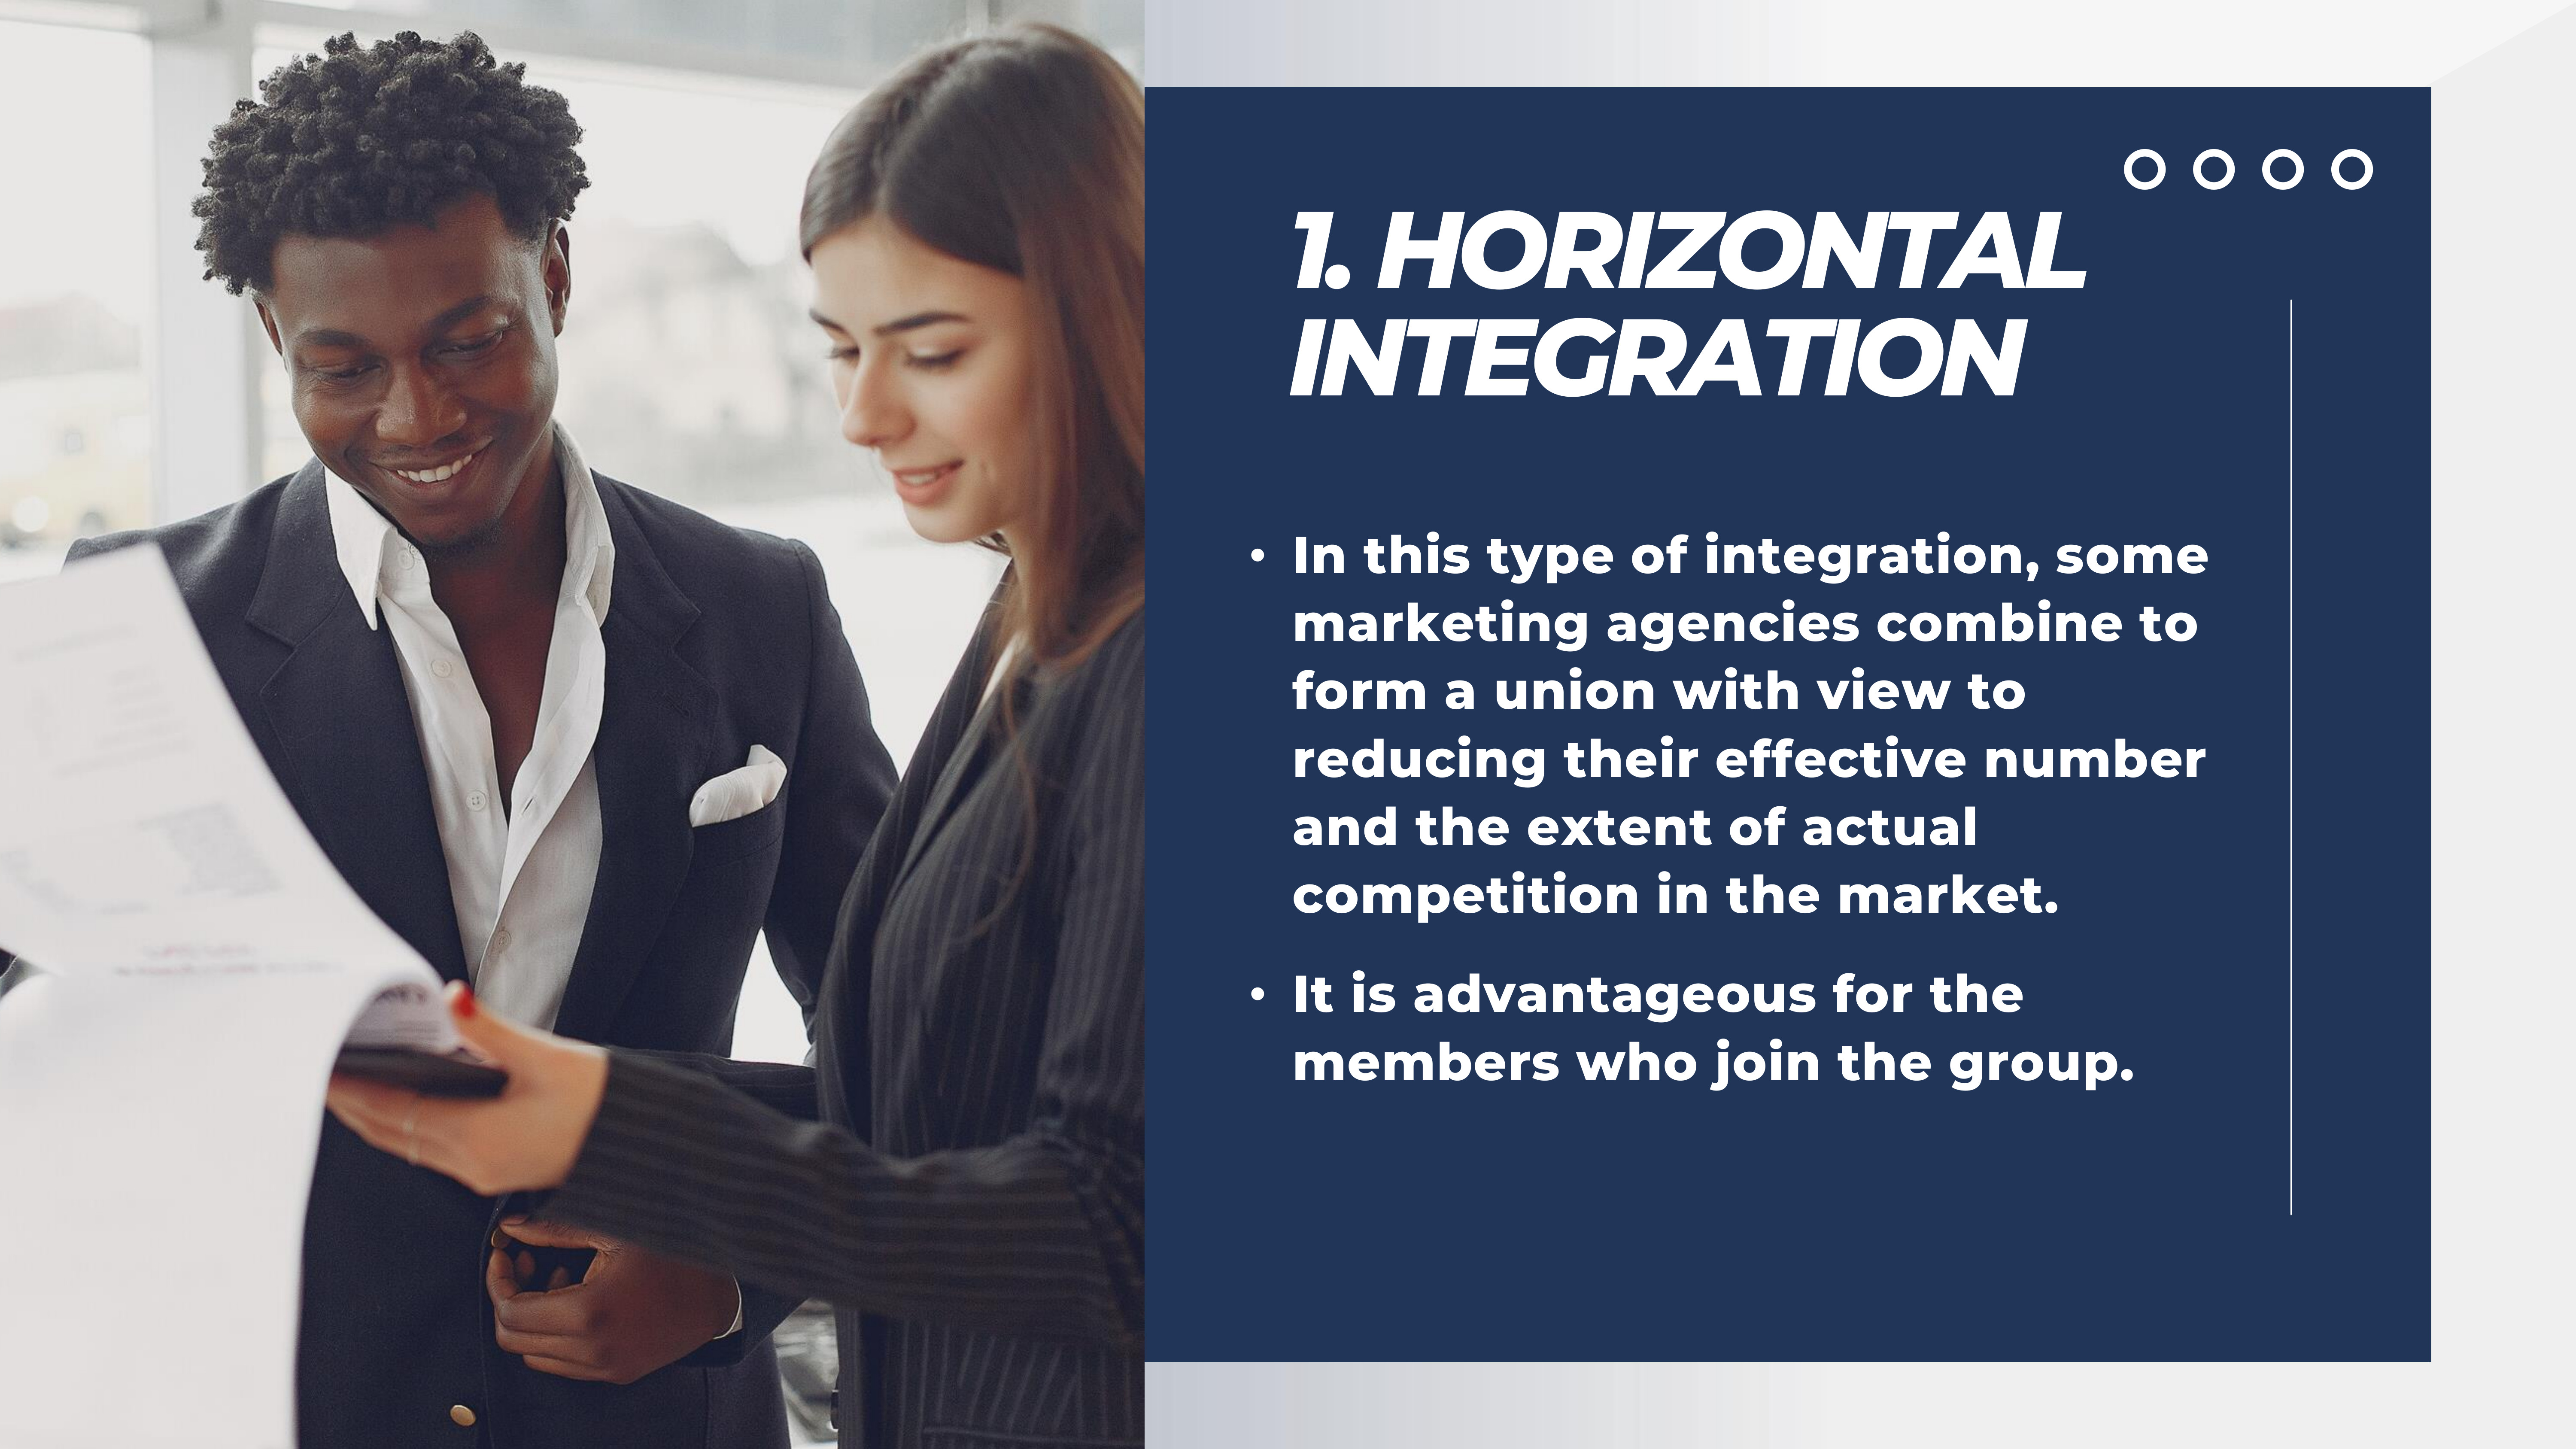 1. HORIZONTAL
INTEGRATION
• In this type of integration, some
marketing agencies combine to
form a union with view to
reducing their effective number
and the extent of actual
competition in the market.
• It is advantageous for the
members who join the group.